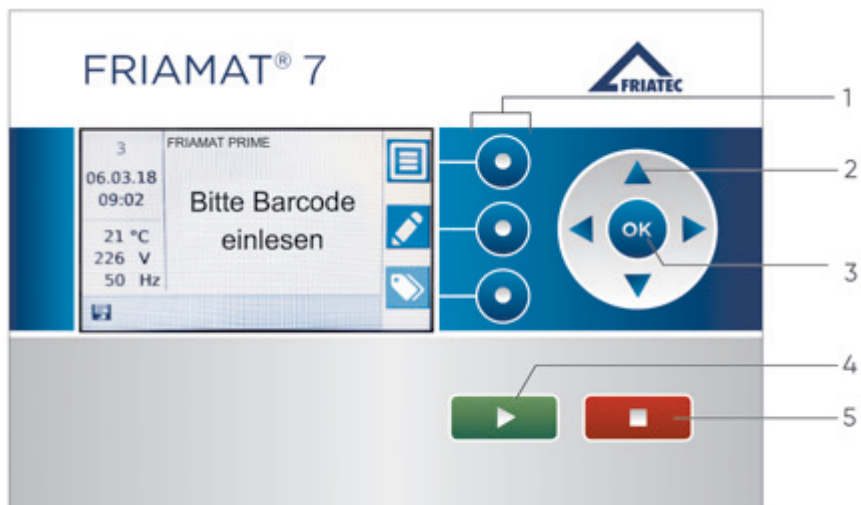 FRIAMAT® 7
FRIATEC
3
06.03.18
09:02
21 °C
226 V
50 Hz
FRIAMAT PRIME
Bitte Barcode
einlesen
OK
1
2
3
4
5